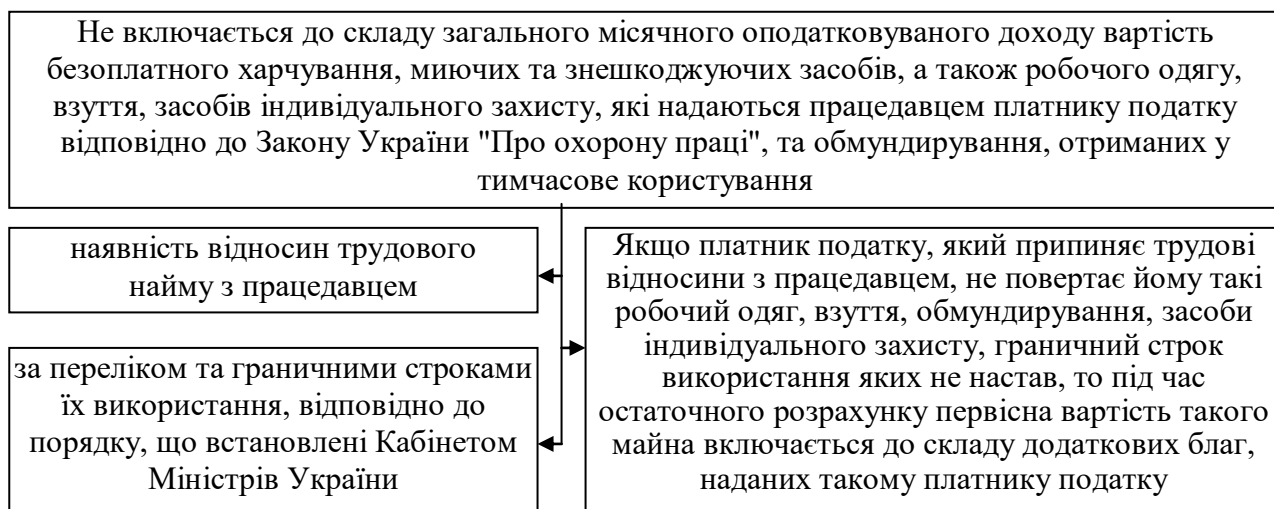 Не включається до складу загального місячного оподатковуваного доходу вартість
безоплатного харчування, миючих та знешкоджуючих засобів, а також робочого одягу,
взуття, засобів індивідуального захисту, які надаються працедавцем платнику податку
відповідно до Закону України "Про охорону праці", та обмундирування, отриманих у
тимчасове користування
наявність відносин трудового
найму з працедавцем
за переліком та граничними строками
їх використання, відповідно до
порядку, що встановлені Кабінетом
Міністрів України
Якщо платник податку, який припиняє трудові
відносини з працедавцем, не повертає йому такі
робочий одяг, взуття, обмундирування, засоби
індивідуального захисту, граничний строк
використання яких не настав, то під час
остаточного розрахунку первісна вартість такого
майна включається до складу додаткових благ,
наданих такому платнику податку